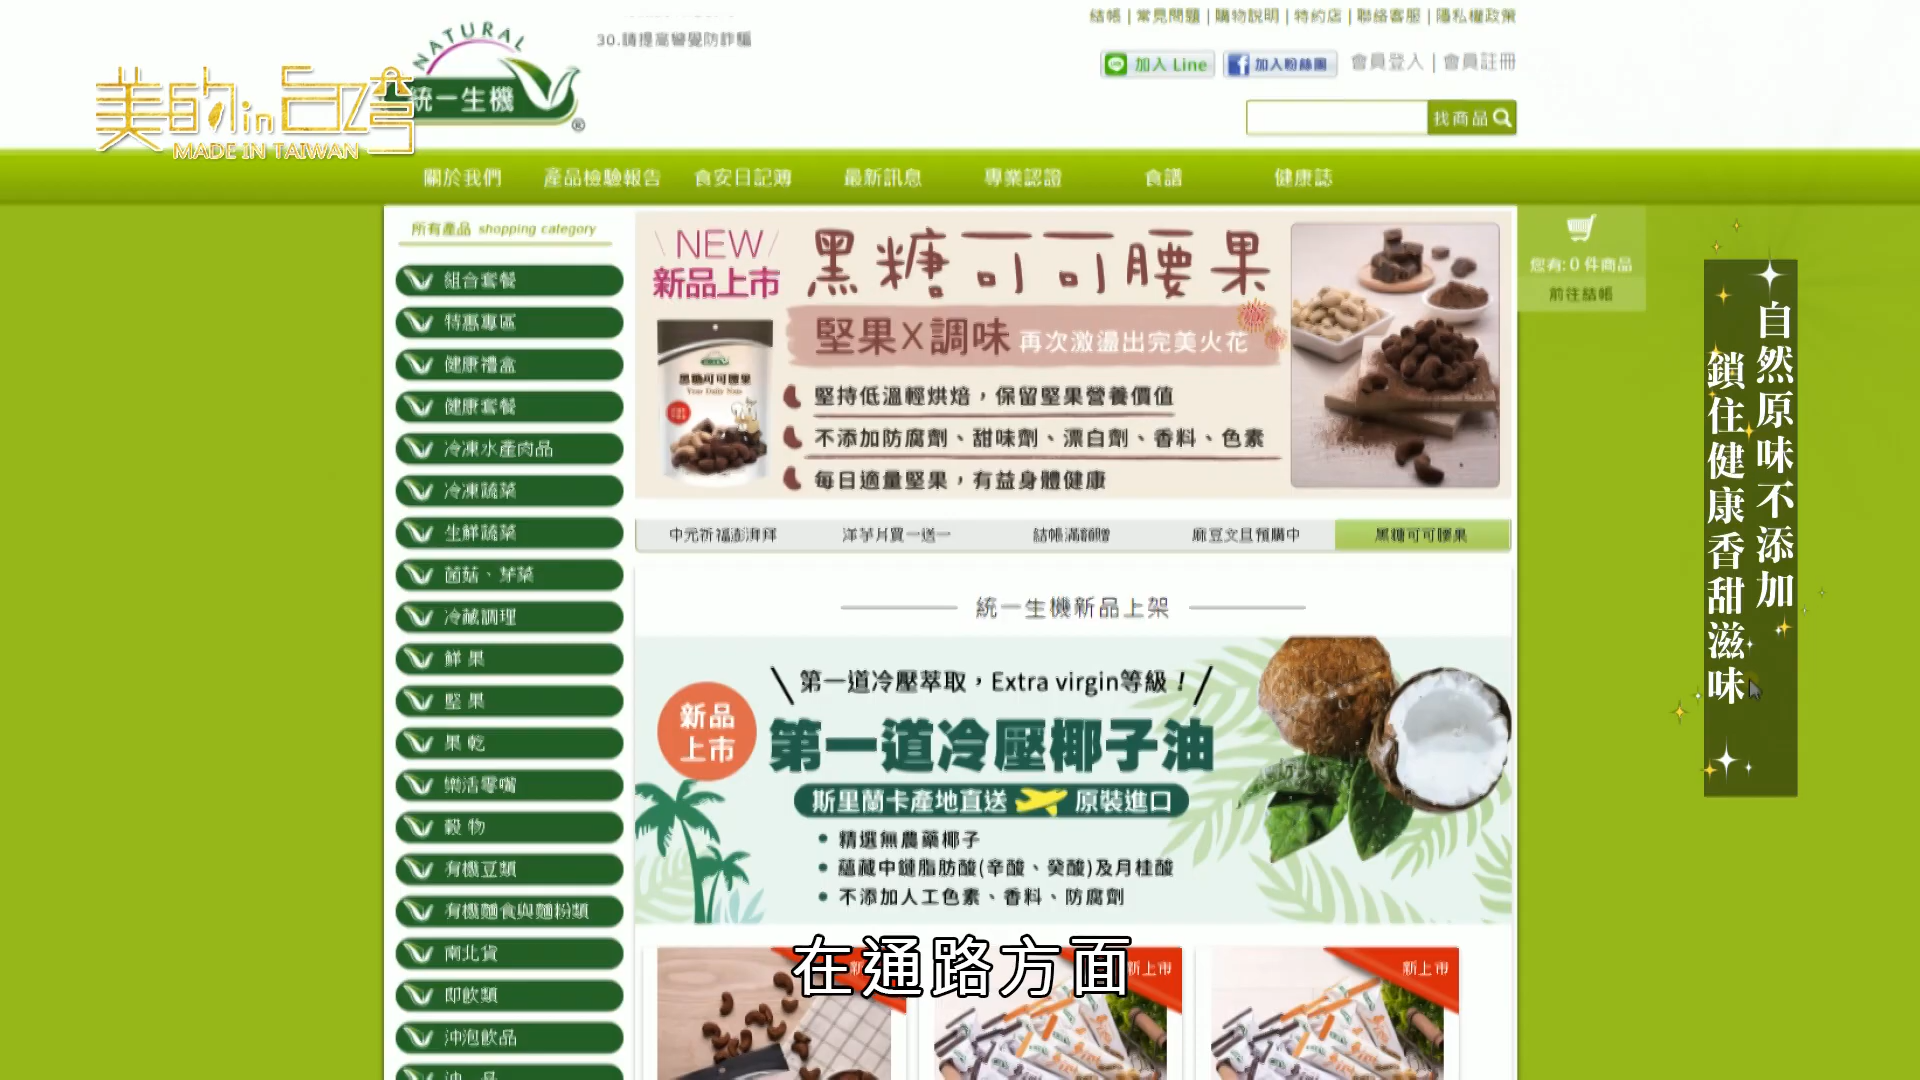 結帳 | 常見問題 | 購物說明 | 特約店 | 聯絡客服 | 隱私權政策
30.請提高警覺防詐騙
NATURAL
統一生機
®
加入 Line
加入粉絲團
會員登入 | 會員註冊
找商品
美的in台灣
MADE IN TAIWAN
關於我們 產品檢驗報告 食安日記簿 最新訊息 專業認證 食譜 健康誌
所有產品 shopping category
組合套餐
特惠專區
健康禮盒
健康套餐
冷凍水產肉品
冷凍蔬菜
生鮮蔬菜
菌菇、芽菜
冷藏調理
鮮果
堅果
果乾
樂活零嘴
穀物
有機豆類
有機麵食與麵粉類
南北貨
即飲類
沖泡飲品
NEW
新品上市
黑糖可可腰果
堅果X調味 再次激盪出完美火花
黑糖可可腰果
堅持低溫輕烘焙，保留堅果營養價值
不添加防腐劑、甜味劑、漂白劑、香料、色素
每日適量堅果，有益身體健康
中元祈福澎湃拜 洋芋片買一送一 結帳滿額贈 麻豆文旦預購中 黑糖可可腰果
統一生機新品上架
第一道冷壓萃取，Extra virgin等級！
新品
上市
第一道冷壓椰子油
斯里蘭卡產地直送 原裝進口
精選無農藥椰子
蘊藏中鏈脂肪酸(辛酸、癸酸)及月桂酸
不添加人工色素、香料、防腐劑
新上市
新上市
您有: 0 件商品
前往結帳
自然原味不添加
鎖住健康香甜滋味
在通路方面